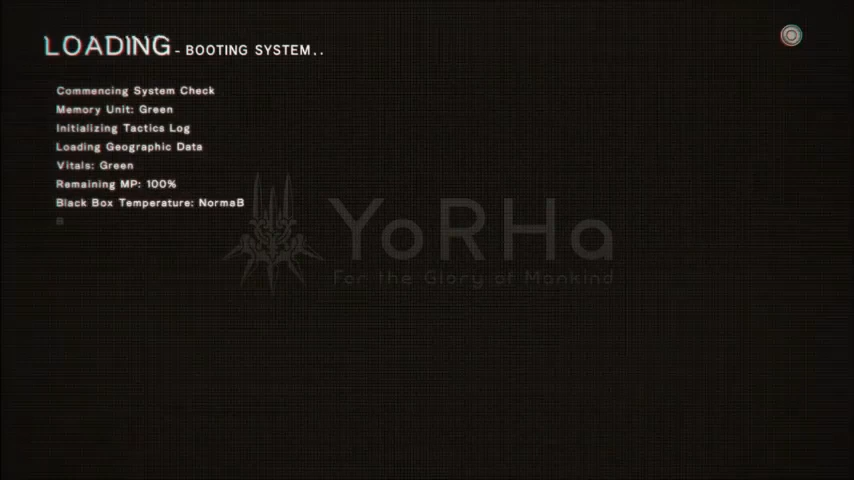 LOADING - BOOTING SYSTEM..
Commencing System Check
Memory Unit: Green
Initializing Tactics Log
Loading Geographic Data
Vitals: Green
Remaining MP: 100%
Black Box Temperature: NormaB
YoRHa
For the Glory of Mankind